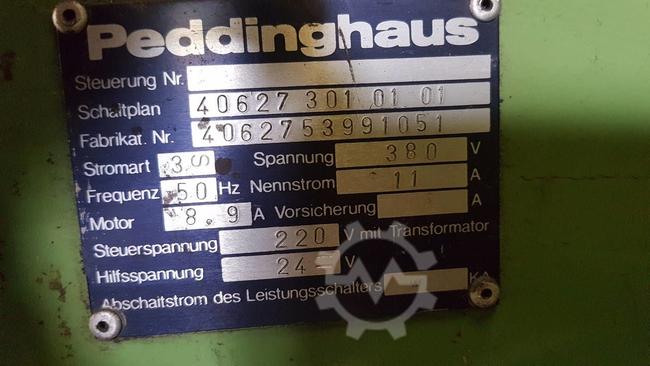 Peddinghaus
Steuerung Nr.
Schaltplan 40627 301 01 01
Fabrikat. Nr. 4062753991051
Stromart 3S Spannung 380 V
Frequenz 50 Hz Nennstrom 11 A
Motor 8.9 A Vorsicherung A
Steuerspannung 220 V mit Transformator
Hilfsspannung 24 V
Abschaltstrom des Leistungsschalters KA